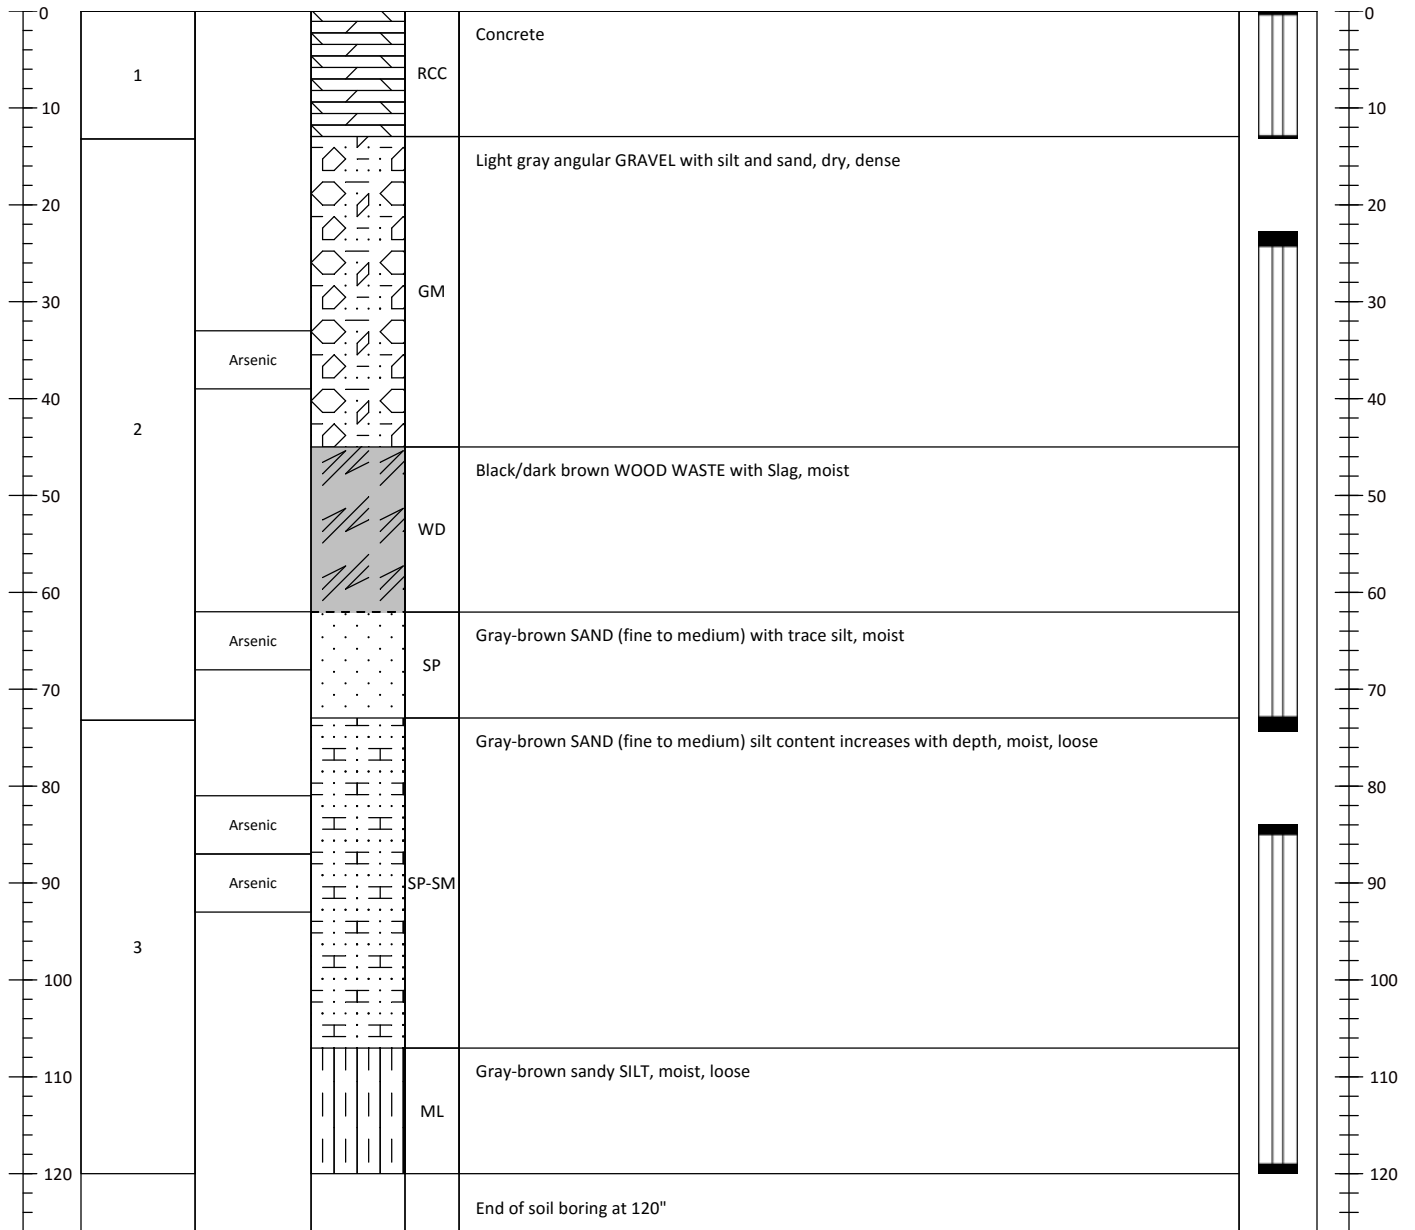 0
0
Concrete
1
RCC
10
10
Light gray angular GRAVEL with silt and sand, dry, dense
20
20
GM
30
30
Arsenic
40
40
2
Black/dark brown WOOD WASTE with Slag, moist
50
50
WD
60
60
Gray-brown SAND (fine to medium) with trace silt, moist
Arsenic
SP
70
70
Gray-brown SAND (fine to medium) silt content increases with depth, moist, loose
80
80
Arsenic
90
Arsenic
SP-SM
90
3
100
100
Gray-brown sandy SILT, moist, loose
110
110
ML
120
120
End of soil boring at 120"